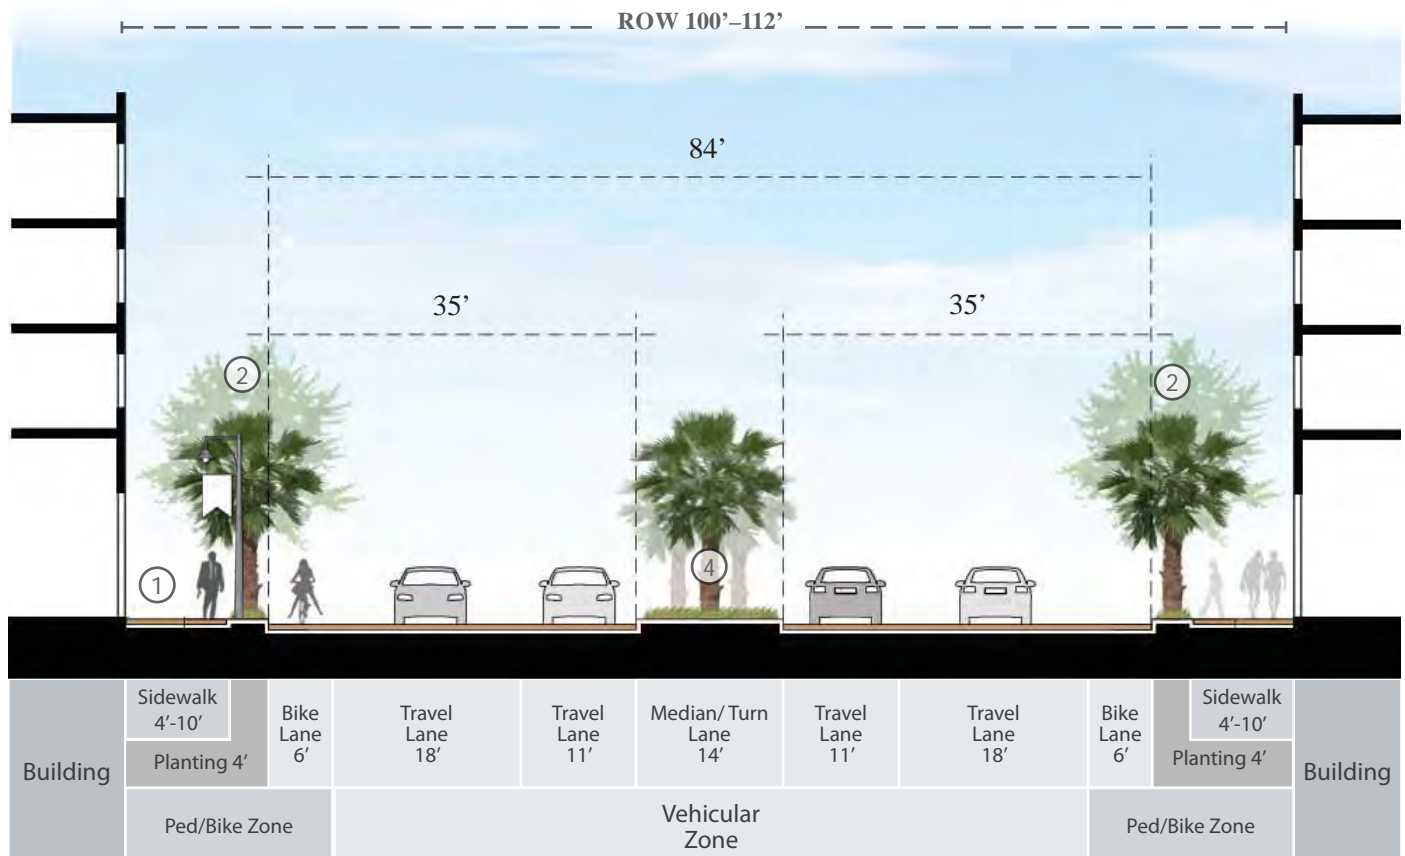 ROW 100’–112’
84’
35’
35’
2
2
1
4
Building
Sidewalk
4’-10’
Planting 4’
Bike
Lane
6’
Travel
Lane
18’
Travel
Lane
11’
Median/ Turn
Lane
14’
Travel
Lane
11’
Travel
Lane
18’
Bike
Lane
6’
Sidewalk
4’-10’
Planting 4’
Building
Ped/Bike Zone
Vehicular
Zone
Ped/Bike Zone